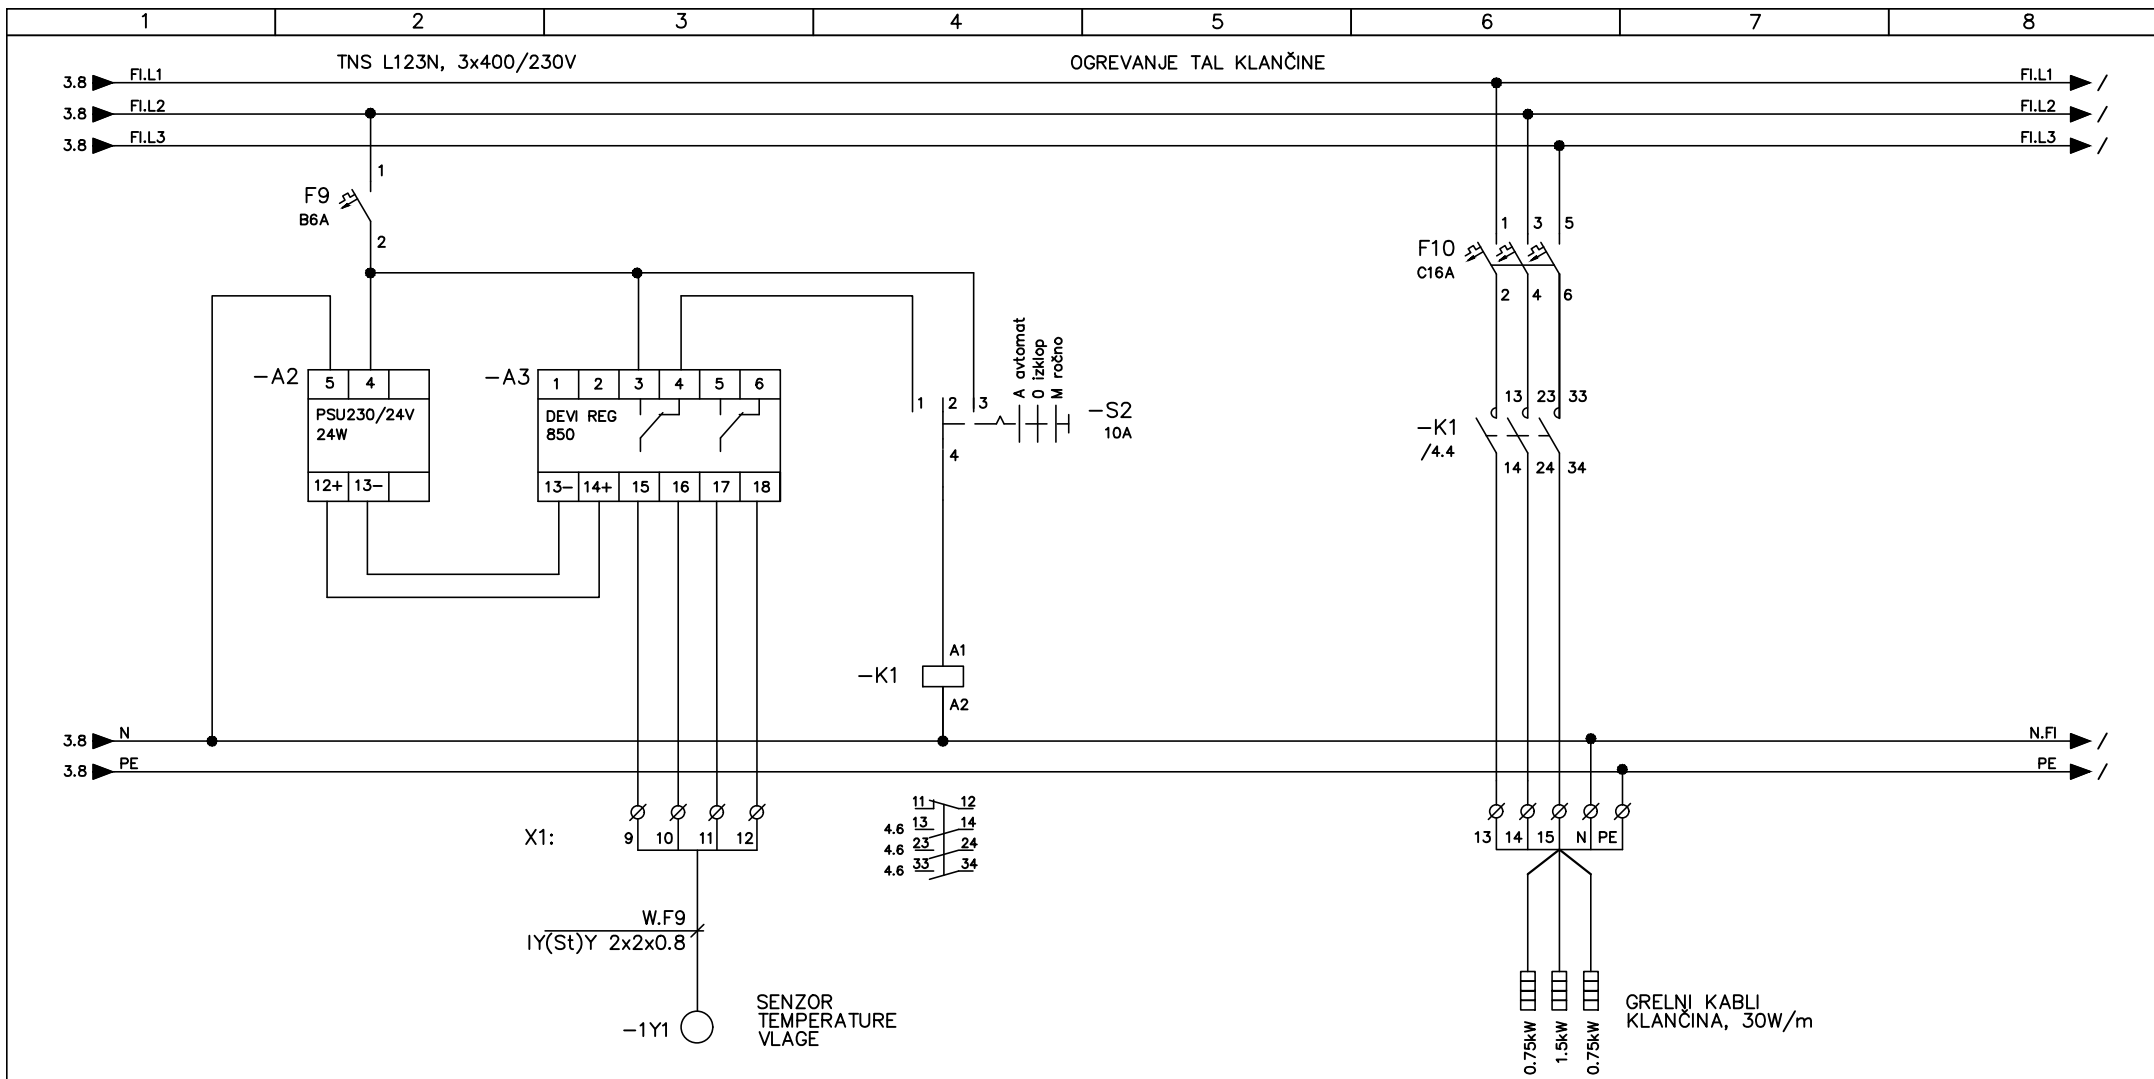 1 2 3 4 5 6 7 8
TNS L123N, 3x400/230V
OGREVANJE TAL KLANČINE
3.8 FI.L1 FI.L1 /
3.8 FI.L2 FI.L2 /
3.8 FI.L3 FI.L3 /
1
F9
B6A
2
1 3 5
F10
C16A
2 4 6
-A2
5 4
PSU230/24V
24W
12+ 13-
-A3
1 2 3 4 5 6
DEVI REG
850
13- 14+ 15 16 17 18
1 2 3
4
A avtomat
0 izklop
M ročno
-S2
10A
13 23 33
-K1
/4.4
14 24 34
A1
-K1
A2
3.8 N N.FI /
3.8 PE PE /
X1:
9 10 11 12
11 12
4.6 13 14
4.6 23 24
4.6 33 34
13 14 15 N PE
W.F9
IY(St)Y 2x2x0.8
-1Y1
SENZOR
TEMPERATURE
VLAGE
0.75kW
1.5kW
0.75kW
GRELNI KABLI
KLANČINA, 30W/m